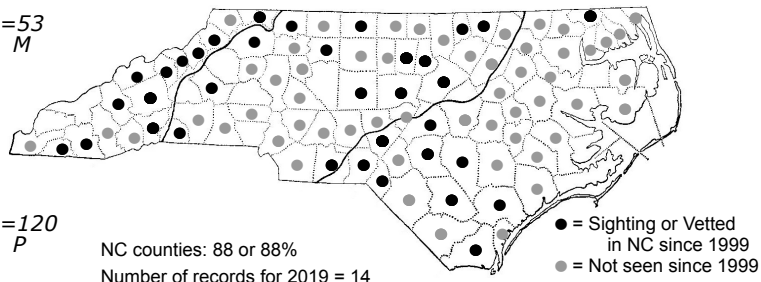 =53
M
=120
P
NC counties: 88 or 88%
Number of records for 2019 = 14
= Sighting or Vetted
in NC since 1999
= Not seen since 1999